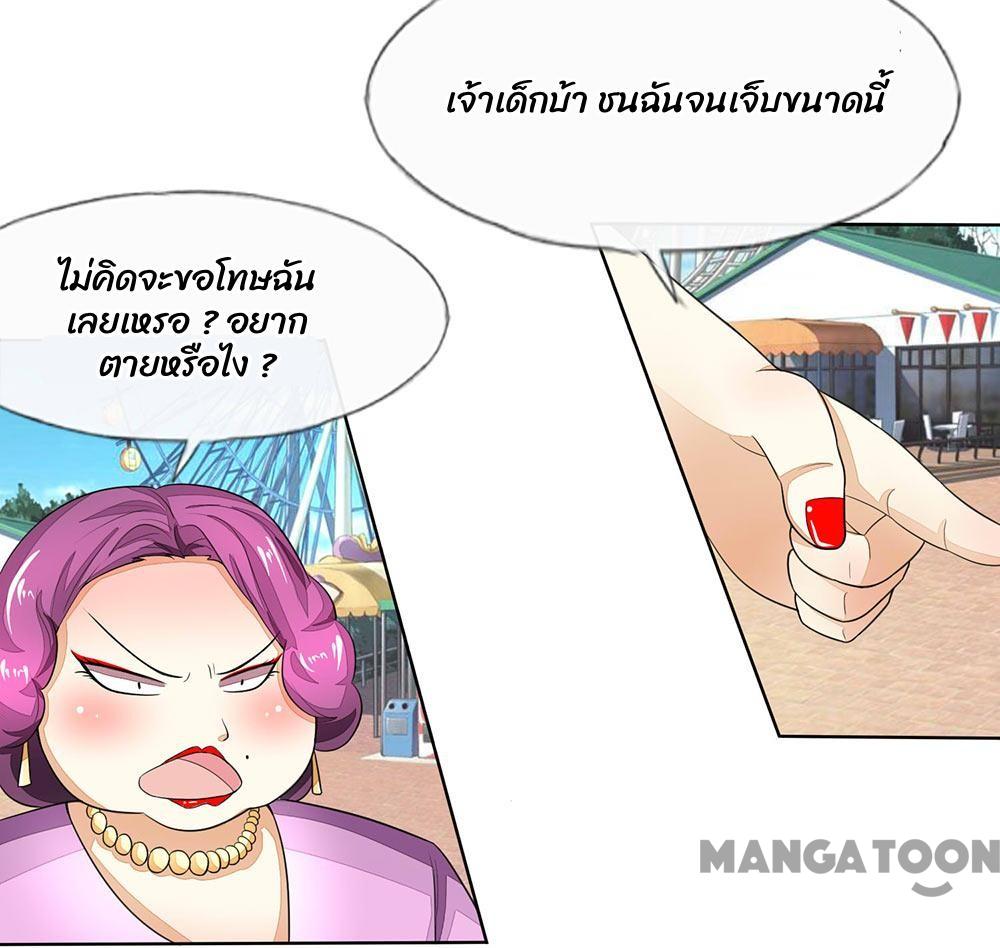 เจ้าเด็กบ้า ชนฉันจนเจ็บขนาดนี้
ไม่คิดจะขอโทษฉัน
เลยเหรอ ? อยาก
ตายหรือไง ?
MANGA TOON